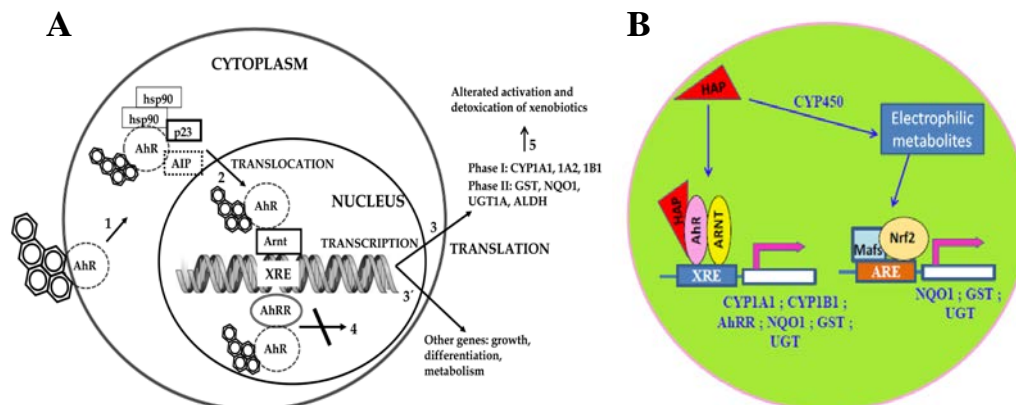 A
CYTOPLASM
hsp90
hsp90
p23
AhR
AIP
TRANSLOCATION
2
1
AhR
AhR
NUCLEUS
Arnt
TRANSCRIPTION
XRE
3
3´
AhRR
4
AhR
Alterated activation and
detoxication of xenobiotics
5
Phase I: CYP1A1, 1A2, 1B1
Phase II: GST, NQO1,
UGT1A, ALDH
TRANSLATION
Other genes: growth,
differentiation,
metabolism
B
HAP
CYP450
Electrophilic
metabolites
HAP
AhR
ARNT
XRE
CYP1A1 ; CYP1B1 ;
AhRR ; NQO1 ; GST ;
UGT
Mafs
Nrf2
ARE
NQO1 ; GST ;
UGT